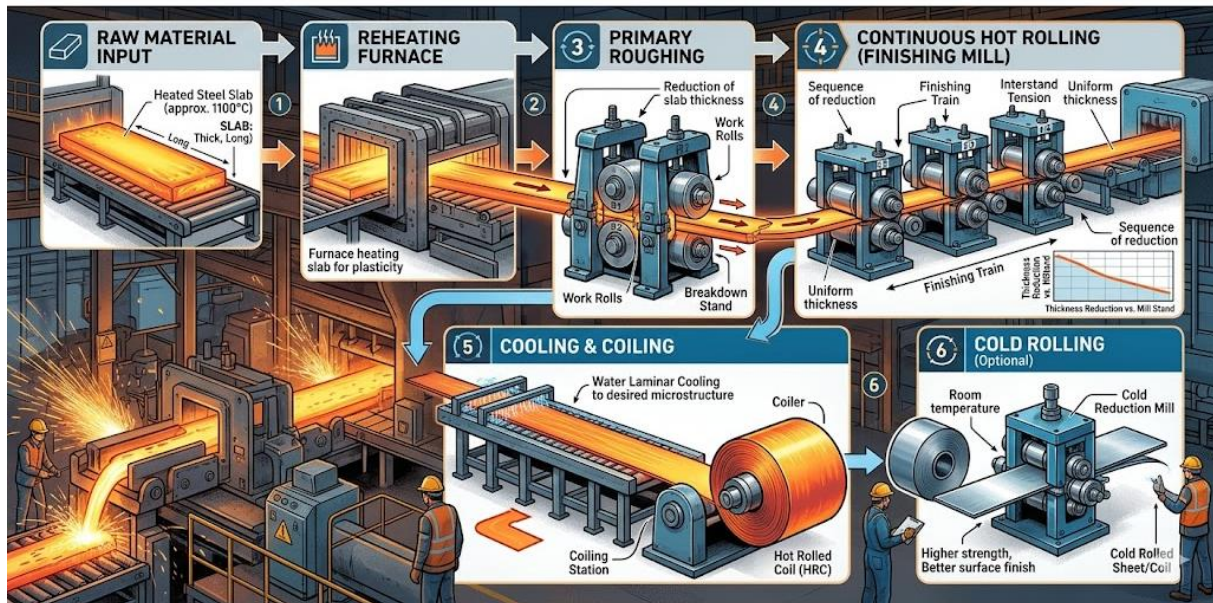 RAW MATERIAL
INPUT
Heated Steel Slab
(approx. 1100°C)
SLAB:
Thick, Long)
Long
1
REHEATING
FURNACE
Furnace heating
slab for plasticity
2
3
PRIMARY
ROUGHING
Reduction of
slab thickness
Work
Rolls
B1
B2
Work Rolls
Breakdown
Stand
4
4
CONTINUOUS HOT ROLLING
(FINISHING MILL)
Sequence
of reduction
Finishing
Train
Interstand
Tension
Uniform
thickness
Uniform
thickness
Finishing Train
Sequence
of reduction
Thickness
Thickness Reduction vs. Mill Stand
5
COOLING & COILING
Water Laminar Cooling
to desired microstructure
Coiler
Coiling
Station
Hot Rolled
Coil (HRC)
6
6
COLD ROLLING
(Optional)
Room
temperature
Cold
Reduction Mill
Higher strength,
Better surface finish
Cold Rolled
Sheet/Coil